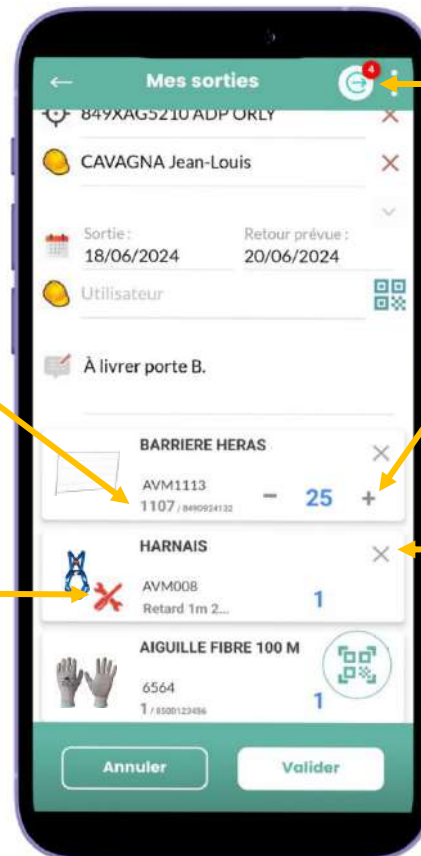 Mes sorties
4
849XAG5210 ADP ORLY
CAVAGNA Jean-Louis
Sortie : Retour prévue :
18/06/2024 20/06/2024
Utilisateur
À livrer porte B.
BARRIERE HERAS
AVM1113
1107 / 8490924132 − 25 +
HARNAIS
AVM008
Retard 1m 2... 1
AIGUILLE FIBRE 100 M
6564
1 / 8500123456 1
Annuler Valider